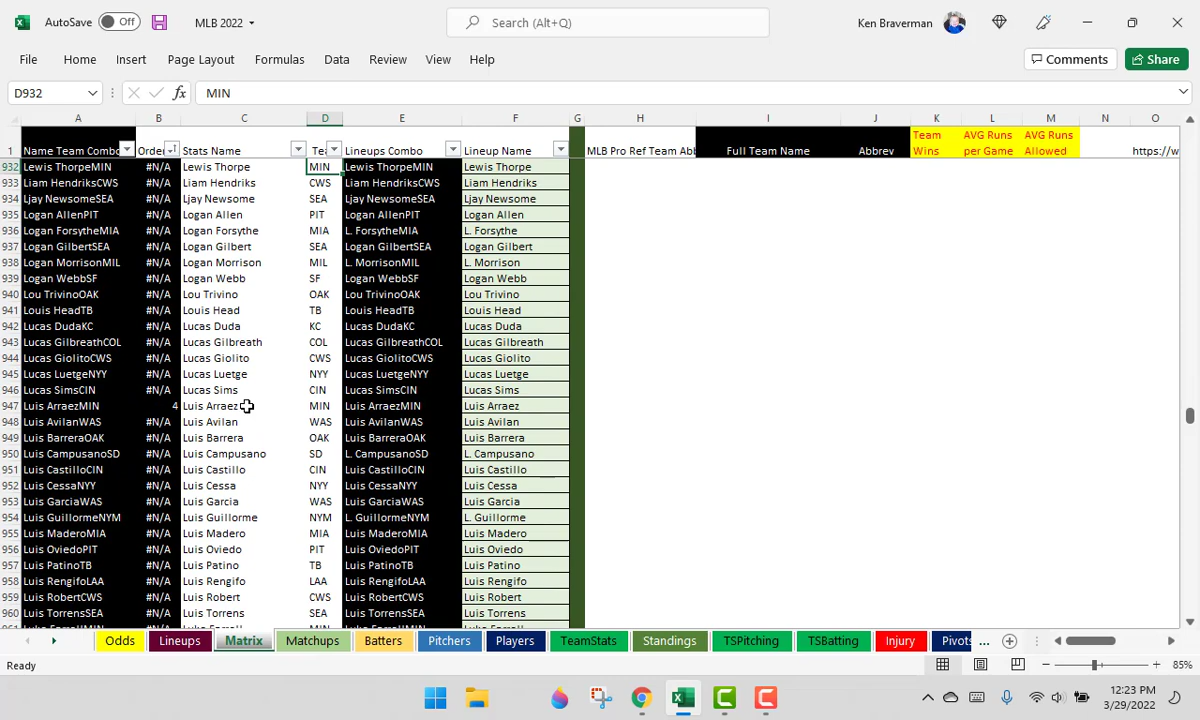 AutoSave Off MLB 2022 Search (Alt+Q) Ken Braverman
File Home Insert Page Layout Formulas Data Review View Help Comments Share
D932 fx MIN
A B C D E F G H I J K L M N O
Team AVG Runs AVG Runs
1 Name Team Combo Order Stats Name Tea Lineups Combo Lineup Name MLB Pro Ref Team Abb Full Team Name Abbrev Wins per Game Allowed https://w
932 Lewis ThorpeMIN #N/A Lewis Thorpe MIN Lewis ThorpeMIN Lewis Thorpe
933 Liam HendriksCWS #N/A Liam Hendriks CWS Liam HendriksCWS Liam Hendriks
934 Ljay NewsomeSEA #N/A Ljay Newsome SEA Ljay NewsomeSEA Ljay Newsome
935 Logan AllenPIT #N/A Logan Allen PIT Logan AllenPIT Logan Allen
936 Logan ForsytheMIA #N/A Logan Forsythe MIA L. ForsytheMIA L. Forsythe
937 Logan GilbertSEA #N/A Logan Gilbert SEA Logan GilbertSEA Logan Gilbert
938 Logan MorrisonMIL #N/A Logan Morrison MIL L. MorrisonMIL L. Morrison
939 Logan WebbSF #N/A Logan Webb SF Logan WebbSF Logan Webb
940 Lou TrivinoOAK #N/A Lou Trivino OAK Lou TrivinoOAK Lou Trivino
941 Louis HeadTB #N/A Louis Head TB Louis HeadTB Louis Head
942 Lucas DudaKC #N/A Lucas Duda KC Lucas DudaKC Lucas Duda
943 Lucas GilbreathCOL #N/A Lucas Gilbreath COL Lucas GilbreathCOL Lucas Gilbreath
944 Lucas GiolitoCWS #N/A Lucas Giolito CWS Lucas GiolitoCWS Lucas Giolito
945 Lucas LuetgeNYY #N/A Lucas Luetge NYY Lucas LuetgeNYY Lucas Luetge
946 Lucas SimsCIN #N/A Lucas Sims CIN Lucas SimsCIN Lucas Sims
947 Luis ArraezMIN 4 Luis Arraez MIN Luis ArraezMIN Luis Arraez
948 Luis AvilanWAS #N/A Luis Avilan WAS Luis AvilanWAS Luis Avilan
949 Luis BarreraOAK #N/A Luis Barrera OAK Luis BarreraOAK Luis Barrera
950 Luis CampusanoSD #N/A Luis Campusano SD L. CampusanoSD L. Campusano
951 Luis CastilloCIN #N/A Luis Castillo CIN Luis CastilloCIN Luis Castillo
952 Luis CessaNYY #N/A Luis Cessa NYY Luis CessaNYY Luis Cessa
953 Luis GarciaWAS #N/A Luis Garcia WAS Luis GarciaWAS Luis Garcia
954 Luis GuillormeNYM #N/A Luis Guillorme NYM L. GuillormeNYM L. Guillorme
955 Luis MaderoMIA #N/A Luis Madero MIA Luis MaderoMIA Luis Madero
956 Luis OviedoPIT #N/A Luis Oviedo PIT Luis OviedoPIT Luis Oviedo
957 Luis PatinoTB #N/A Luis Patino TB Luis PatinoTB Luis Patino
958 Luis RengifoLAA #N/A Luis Rengifo LAA Luis RengifoLAA Luis Rengifo
959 Luis RobertCWS #N/A Luis Robert CWS Luis RobertCWS Luis Robert
960 Luis TorrensSEA #N/A Luis Torrens SEA Luis TorrensSEA Luis Torrens
Odds Lineups Matrix Matchups Batters Pitchers Players TeamStats Standings TSPitching TSBatting Injury Pivots ...
Ready 85%
12:23 PM
3/29/2022